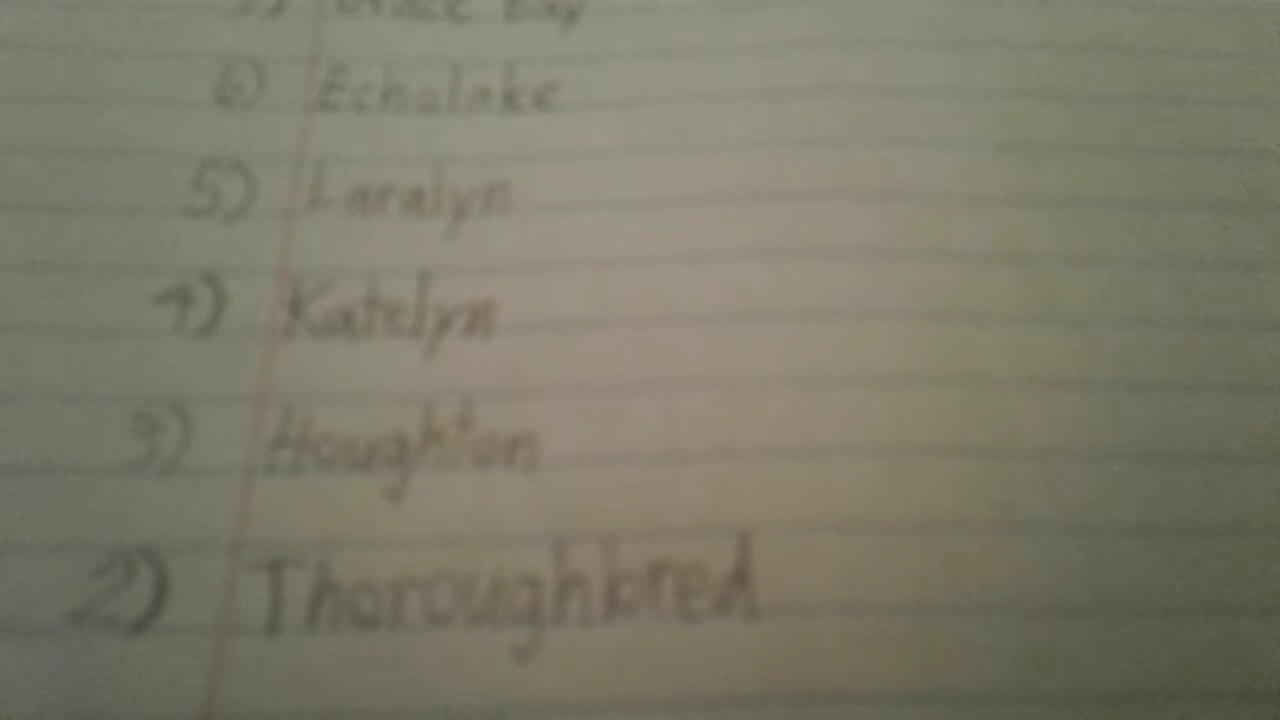 6) Echolake
5) Laralyn
4) Katelyn
3) Houghton
2) Thoroughbred